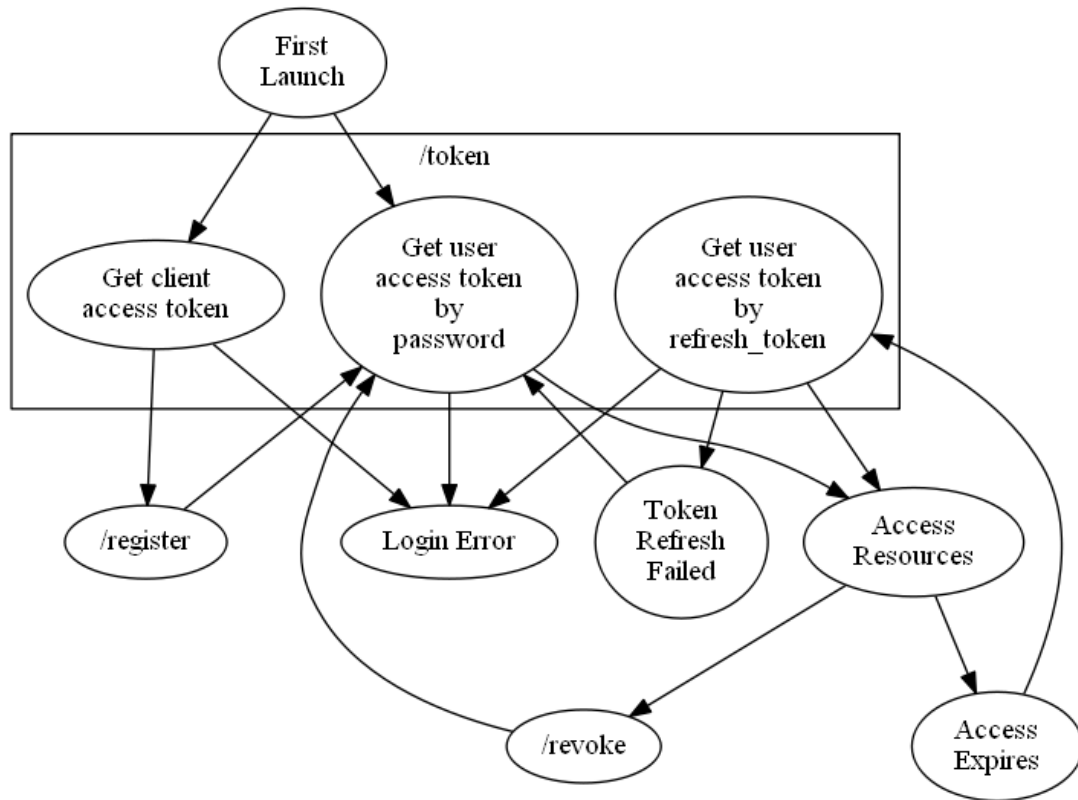 First
Launch
/token
Get client
access token
Get user
access token
by
password
Get user
access token
by
refresh_token
/register
Login Error
Token
Refresh
Failed
Access
Resources
/revoke
Access
Expires